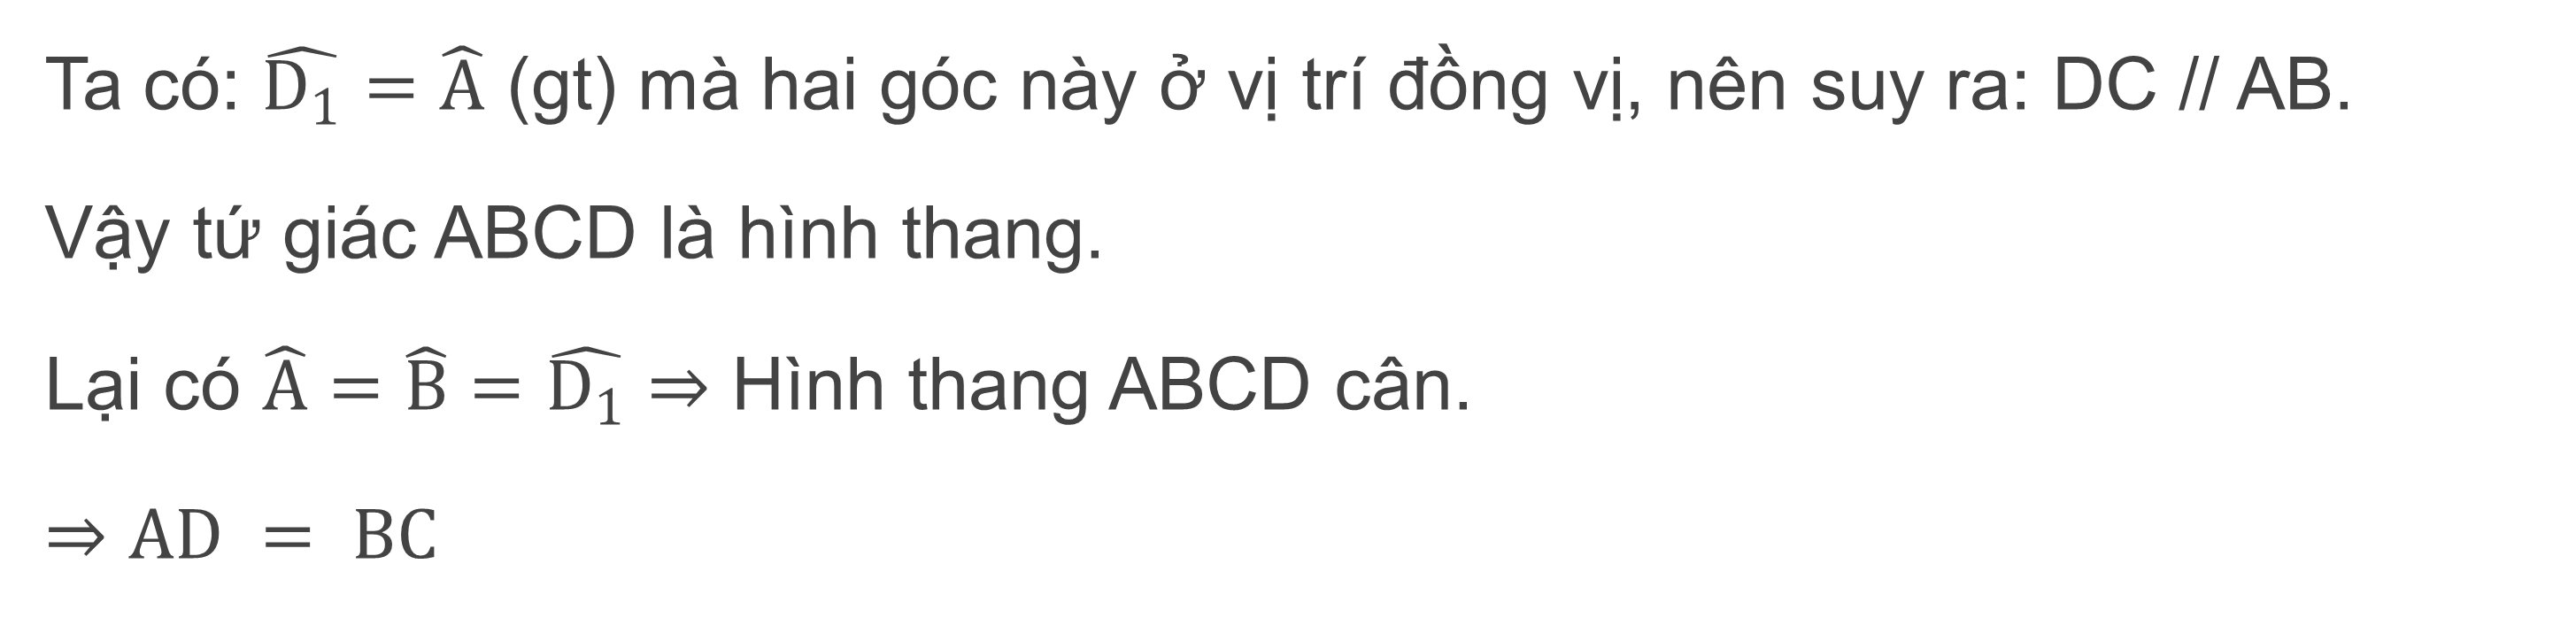 Ta có: D̂₁ = Â (gt) mà hai góc này ở vị trí đồng vị, nên suy ra: DC // AB.
Vậy tứ giác ABCD là hình thang.
Lại có Â = B̂ = D̂₁ ⇒ Hình thang ABCD cân.
⇒ AD = BC